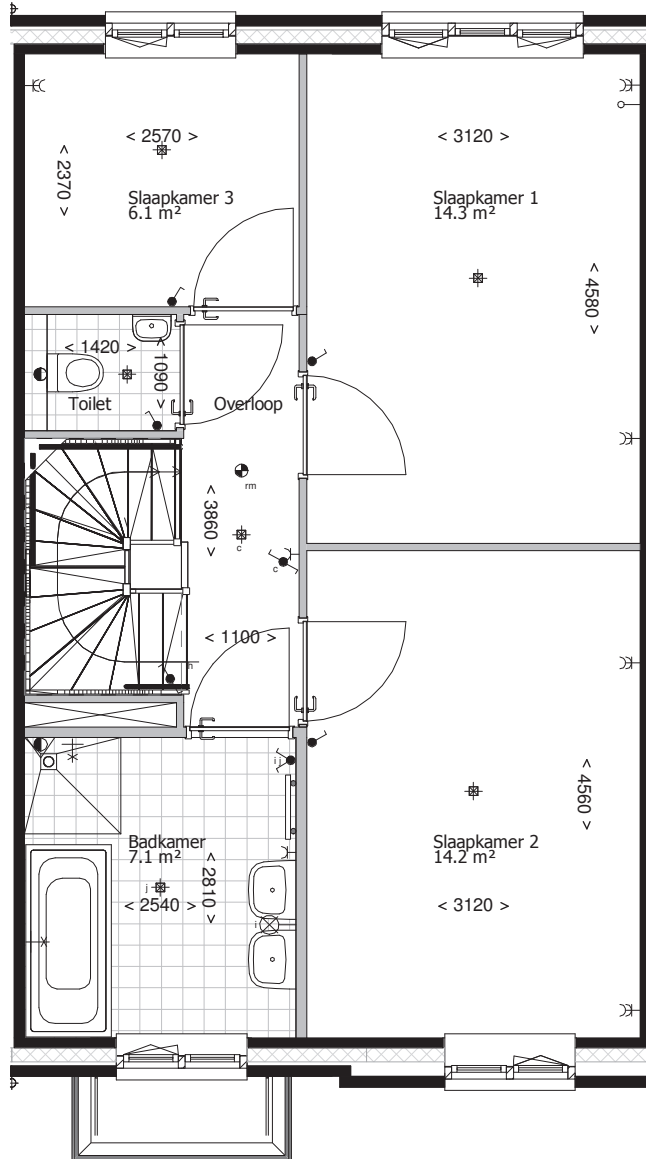 < 2570 >
< 3120 >
< 2370 >
Slaapkamer 3
6.1 m²
Slaapkamer 1
14.3 m²
< 4580 >
< 1420 >
< 1090 >
Toilet
Overloop
rm
< 3860 >
c
c
< 1100 >
h
i j
< 4560 >
Badkamer
7.1 m²
Slaapkamer 2
14.2 m²
< 2810 >
j
< 2540 >
< 3120 >
i